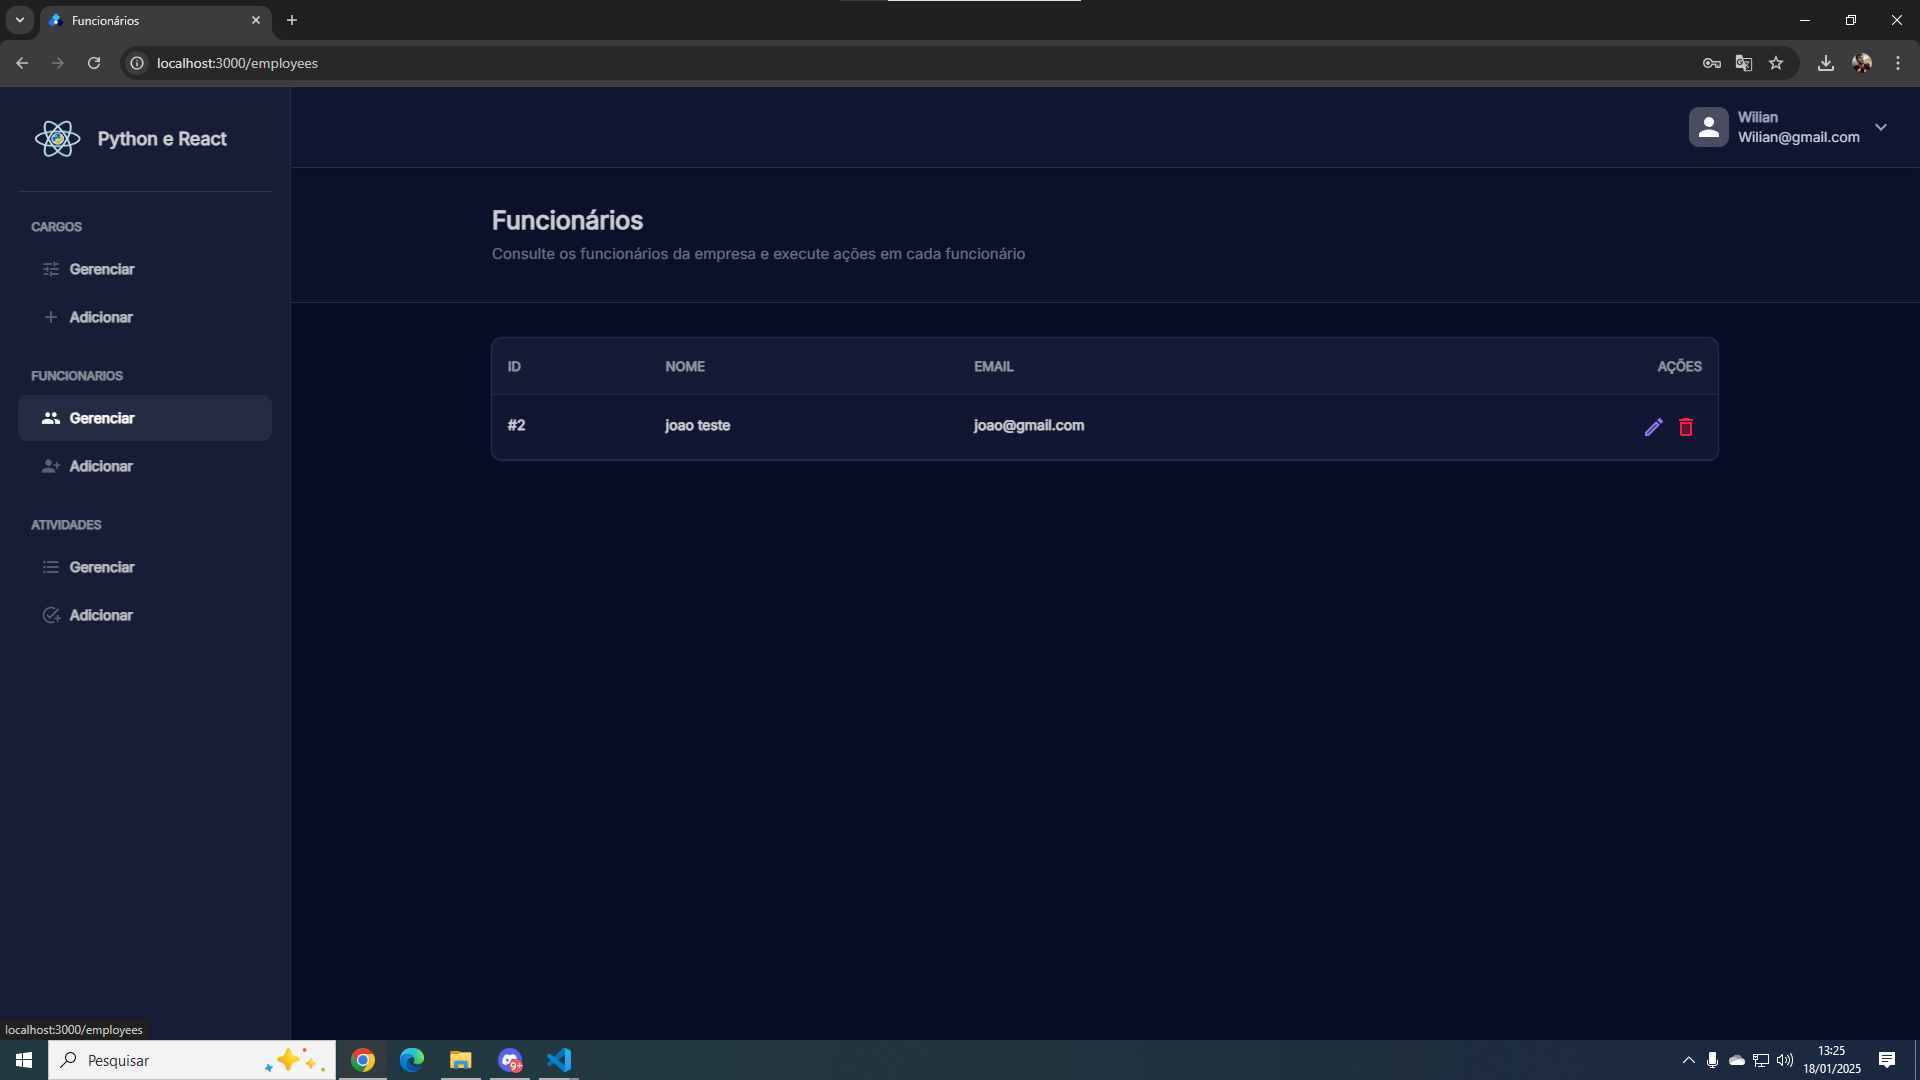 Funcionários
localhost:3000/employees
Python e React
Wilian
Wilian@gmail.com
CARGOS
Gerenciar
Adicionar
FUNCIONARIOS
Gerenciar
Adicionar
ATIVIDADES
Gerenciar
Adicionar
Funcionários
Consulte os funcionários da empresa e execute ações em cada funcionário
ID NOME EMAIL AÇÕES
#2 joao teste joao@gmail.com
localhost:3000/employees
Pesquisar
9+
13:25
18/01/2025